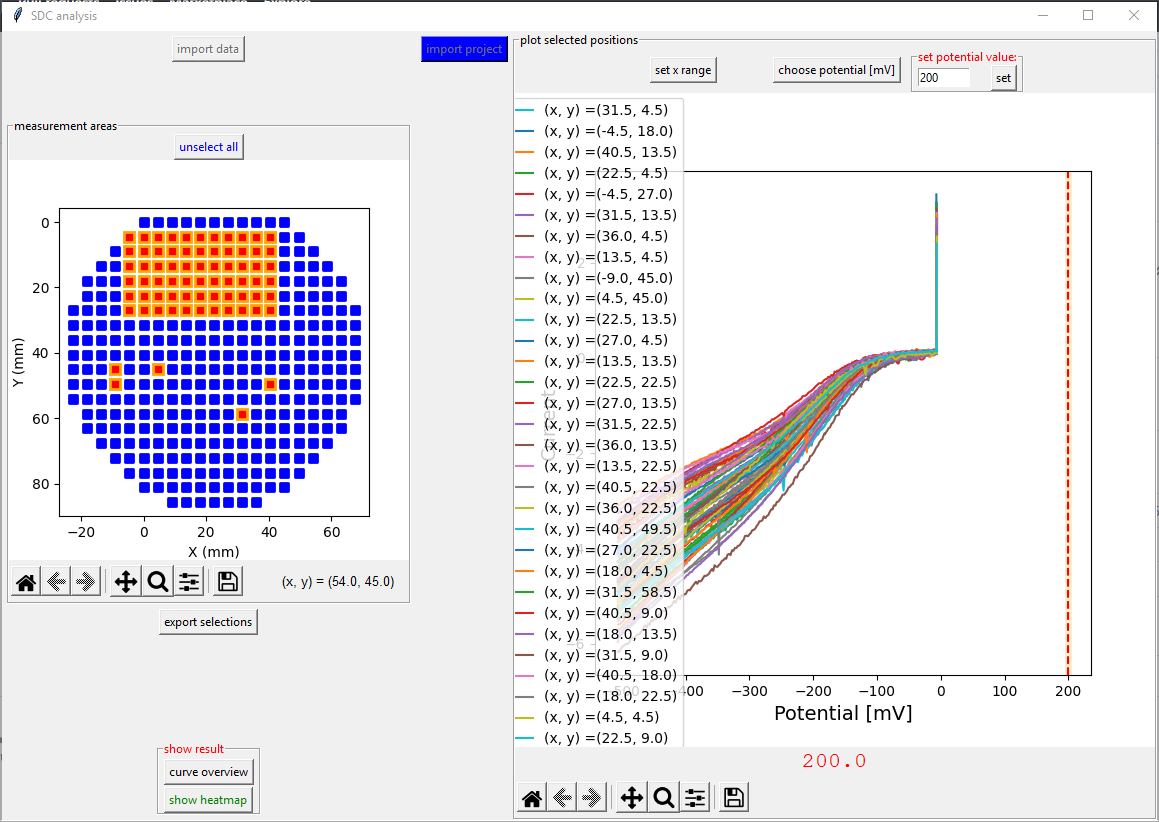 SDC analysis
import data
import project
measurement areas
unselect all
0
20
40
60
80
Y (mm)
−20
0
20
40
60
X (mm)
(x, y) = (54.0, 45.0)
export selections
show result
curve overview
show heatmap
plot selected positions
set x range
choose potential [mV]
set potential value:
200
set
(x, y) =(31.5, 4.5)
(x, y) =(-4.5, 18.0)
(x, y) =(40.5, 13.5)
(x, y) =(22.5, 4.5)
(x, y) =(-4.5, 27.0)
(x, y) =(31.5, 13.5)
(x, y) =(36.0, 4.5)
(x, y) =(13.5, 4.5)
(x, y) =(-9.0, 45.0)
(x, y) =(4.5, 45.0)
(x, y) =(22.5, 13.5)
(x, y) =(27.0, 4.5)
(x, y) =(13.5, 13.5)
(x, y) =(22.5, 22.5)
(x, y) =(27.0, 13.5)
(x, y) =(31.5, 22.5)
(x, y) =(36.0, 13.5)
(x, y) =(13.5, 22.5)
(x, y) =(40.5, 22.5)
(x, y) =(36.0, 22.5)
(x, y) =(40.5, 49.5)
(x, y) =(27.0, 22.5)
(x, y) =(18.0, 4.5)
(x, y) =(31.5, 58.5)
(x, y) =(40.5, 9.0)
(x, y) =(18.0, 13.5)
(x, y) =(31.5, 9.0)
(x, y) =(40.5, 18.0)
(x, y) =(18.0, 22.5)
(x, y) =(4.5, 4.5)
(x, y) =(22.5, 9.0)
−300
−200
−100
0
100
200
Potential [mV]
200.0